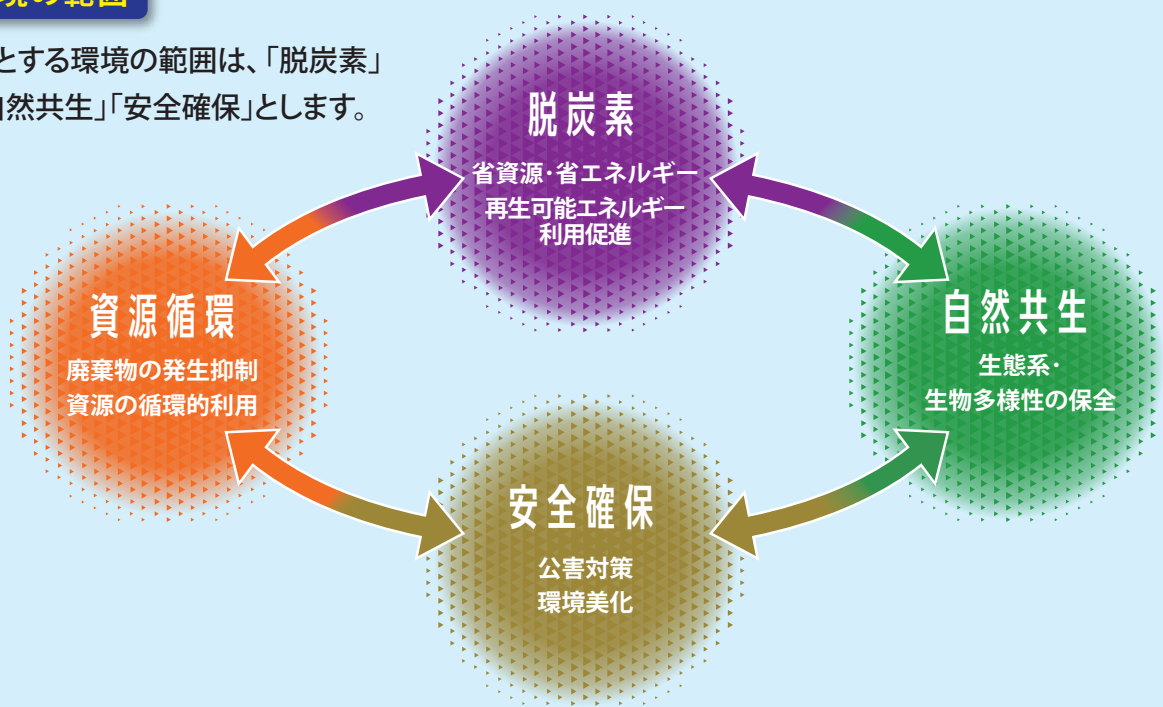 境の範囲
とする環境の範囲は、「脱炭素」
自然共生」「安全確保」とします。
脱炭素
省資源・省エネルギー
再生可能エネルギー
利用促進
資源循環
廃棄物の発生抑制
資源の循環的利用
自然共生
生態系・
生物多様性の保全
安全確保
公害対策
環境美化